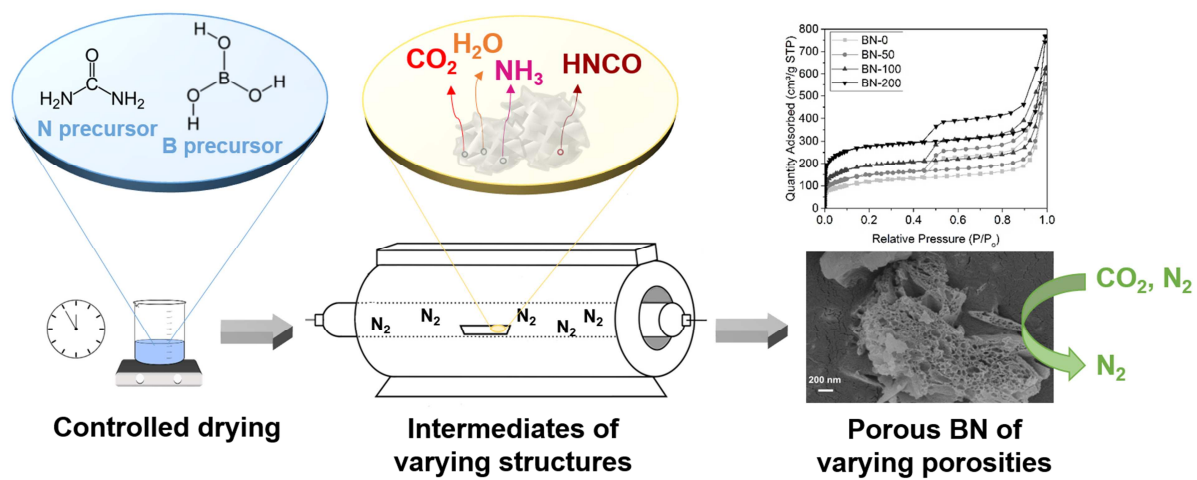 O
H₂N
NH₂
N precursor
H
O
B
O
H
O
H
B precursor
CO₂
H₂O
NH₃
HNCO
N₂
N₂
N₂
N₂
N₂
Controlled drying
Intermediates of
varying structures
Quantity Adsorbed (cm³/g STP)
800
700
600
500
400
300
200
100
0
BN-0
BN-50
BN-100
BN-200
0.0
0.2
0.4
0.6
0.8
1.0
Relative Pressure (P/P₀)
200 nm
CO₂, N₂
N₂
Porous BN of
varying porosities